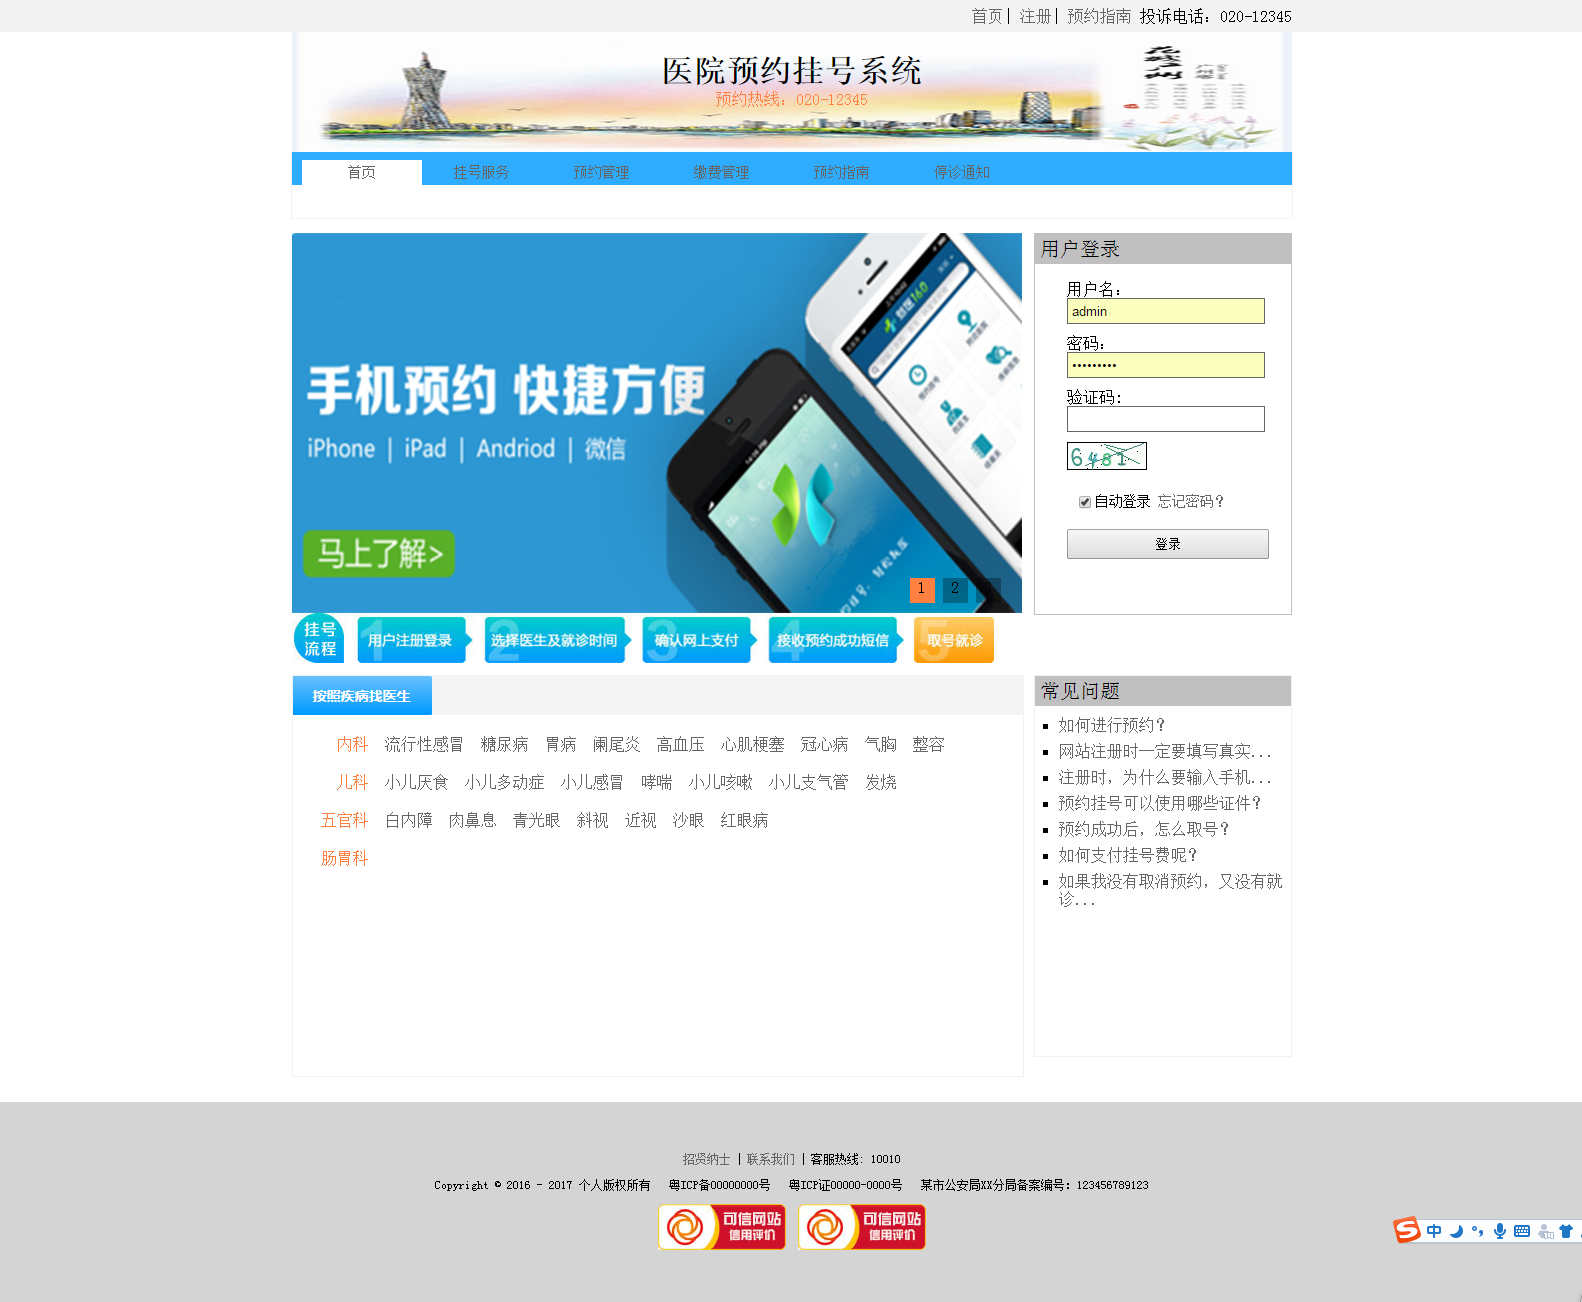 首页| 注册| 预约指南 投诉电话：020-12345
医院预约挂号系统
预约热线：020-12345
首页 挂号服务 预约管理 缴费管理 预约指南 停诊通知
手机预约 快捷方便
iPhone | iPad | Andriod | 微信
马上了解>
1 2
用户登录
用户名：
admin
密码：
•••••••••
验证码：
6481
自动登录 忘记密码？
登录
挂号流程 1 用户注册登录 2 选择医生及就诊时间 3 确认网上支付 4 接收预约成功短信 5 取号就诊
按照疾病找医生
内科 流行性感冒 糖尿病 胃病 阑尾炎 高血压 心肌梗塞 冠心病 气胸 整容
儿科 小儿厌食 小儿多动症 小儿感冒 哮喘 小儿咳嗽 小儿支气管 发烧
五官科 白内障 肉鼻息 青光眼 斜视 近视 沙眼 红眼病
肠胃科
常见问题
如何进行预约？
网站注册时一定要填写真实...
注册时，为什么要输入手机...
预约挂号可以使用哪些证件？
预约成功后，怎么取号？
如何支付挂号费呢？
如果我没有取消预约，又没有就
诊...
招贤纳士 | 联系我们 | 客服热线: 10010
Copyright © 2016 - 2017 个人版权所有 粤ICP备00000000号 粤ICP证00000-0000号 某市公安局XX分局备案编号：123456789123
可信网站 可信网站
信用评价 信用评价
中